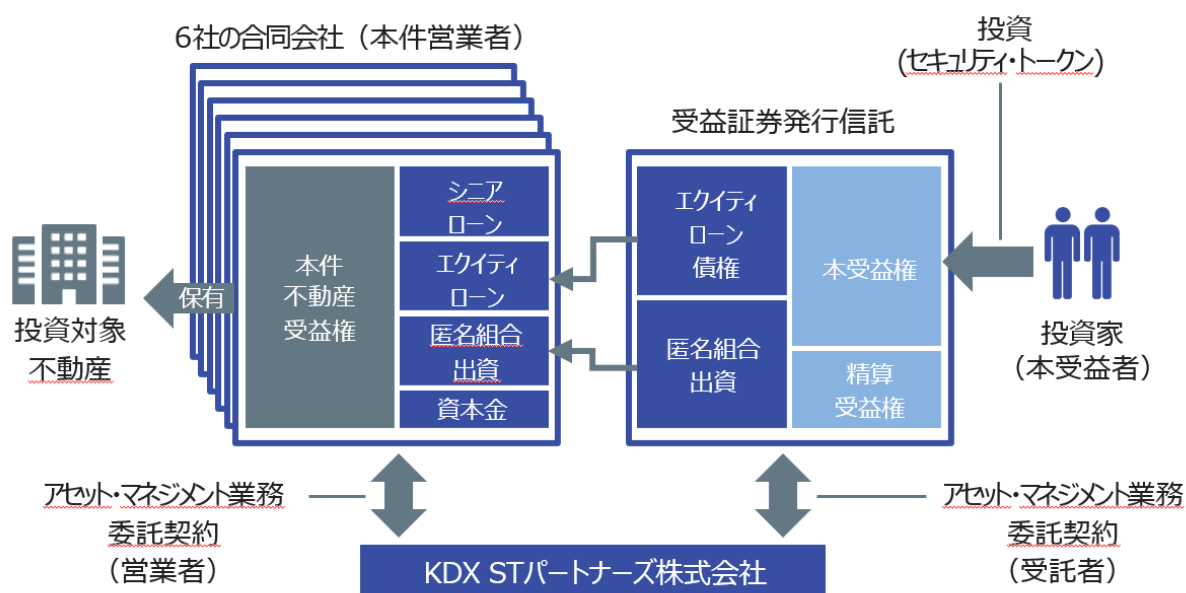 6社の合同会社（本件営業者）
投資
(セキュリティ・トークン)
受益証券発行信託
投資対象
不動産
保有
本件
不動産
受益権
シニア
ローン
エクイティ
ローン
匿名組合
出資
資本金
エクイティ
ローン
債権
匿名組合
出資
本受益権
精算
受益権
投資家
（本受益者）
アセット・マネジメント業務
委託契約
（営業者）
KDX STパートナーズ株式会社
アセット・マネジメント業務
委託契約
（受託者）